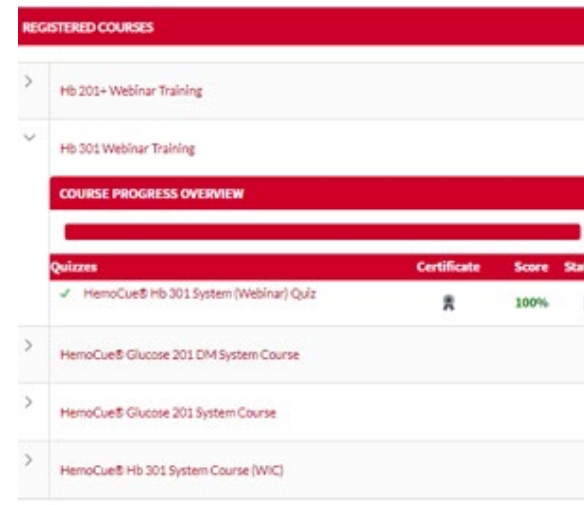 REGISTERED COURSES
Hb 201+ Webinar Training
Hb 301 Webinar Training
COURSE PROGRESS OVERVIEW
Quizzes Certificate Score Sta
HemoCue® Hb 301 System (Webinar) Quiz 100%
HemoCue® Glucose 201 DM System Course
HemoCue® Glucose 201 System Course
HemoCue® Hb 301 System Course (WIC)